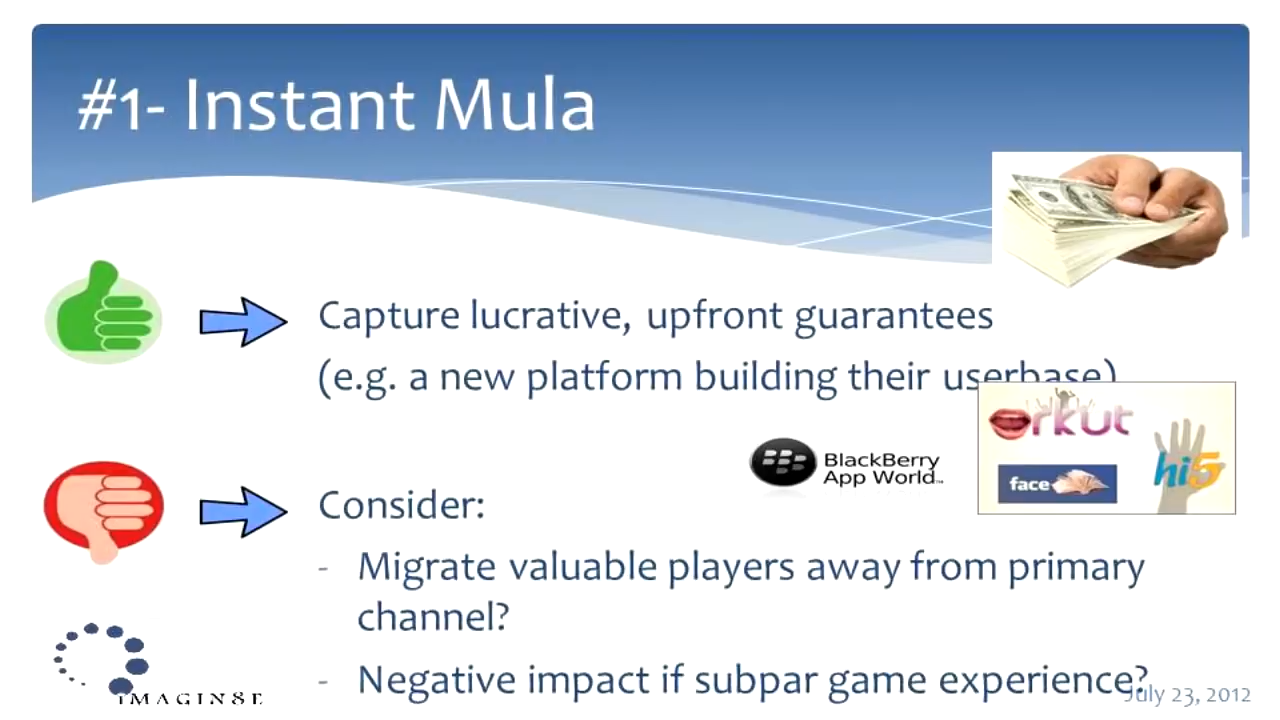 #1- Instant Mula
Capture lucrative, upfront guarantees
(e.g. a new platform building their userbase)
orkut
BlackBerry
App World
hi5
face
Consider:
- Migrate valuable players away from primary
channel?
- Negative impact if subpar game experience?
IMAGIN8E
July 23, 2012